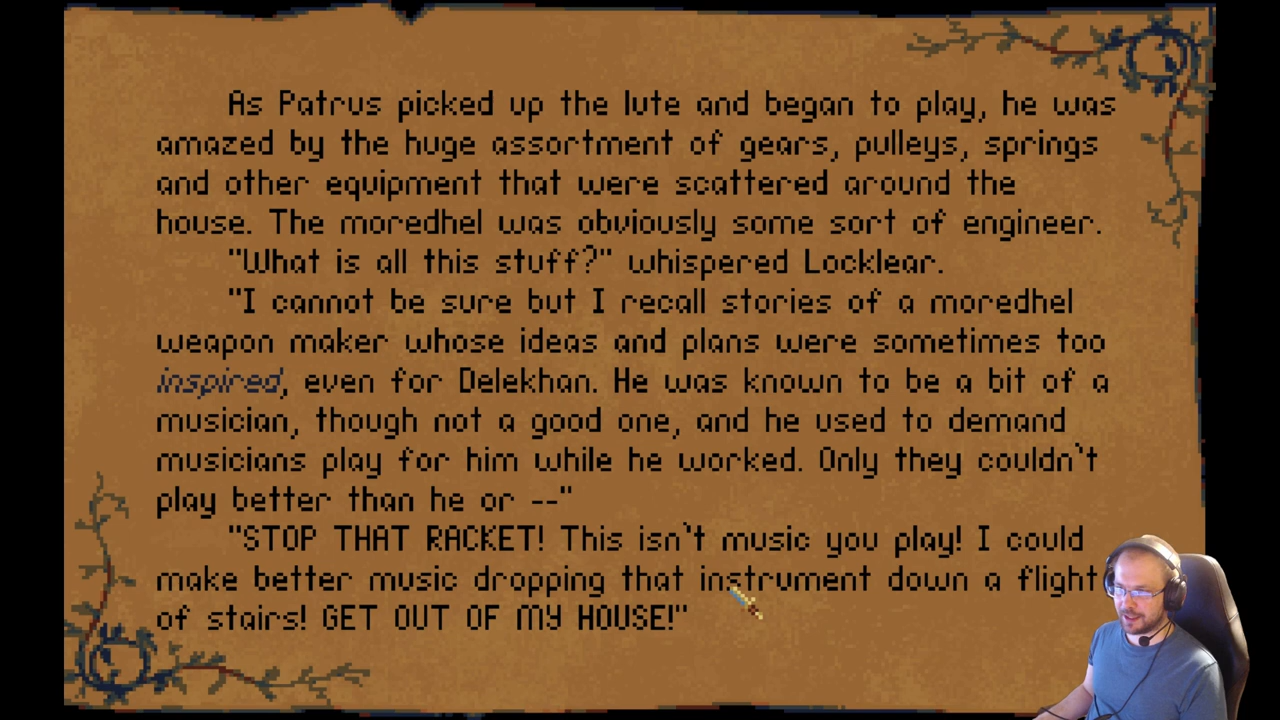 As Patrus picked up the lute and began to play, he was
amazed by the huge assortment of gears, pulleys, springs
and other equipment that were scattered around the
house. The moredhel was obviously some sort of engineer.
"What is all this stuff?" whispered Locklear.
"I cannot be sure but I recall stories of a moredhel
weapon maker whose ideas and plans were sometimes too
inspired, even for Delekhan. He was known to be a bit of a
musician, though not a good one, and he used to demand
musicians play for him while he worked. Only they couldn't
play better than he or --"
"STOP THAT RACKET! This isn't music you play! I could
make better music dropping that instrument down a flight
of stairs! GET OUT OF MY HOUSE!"